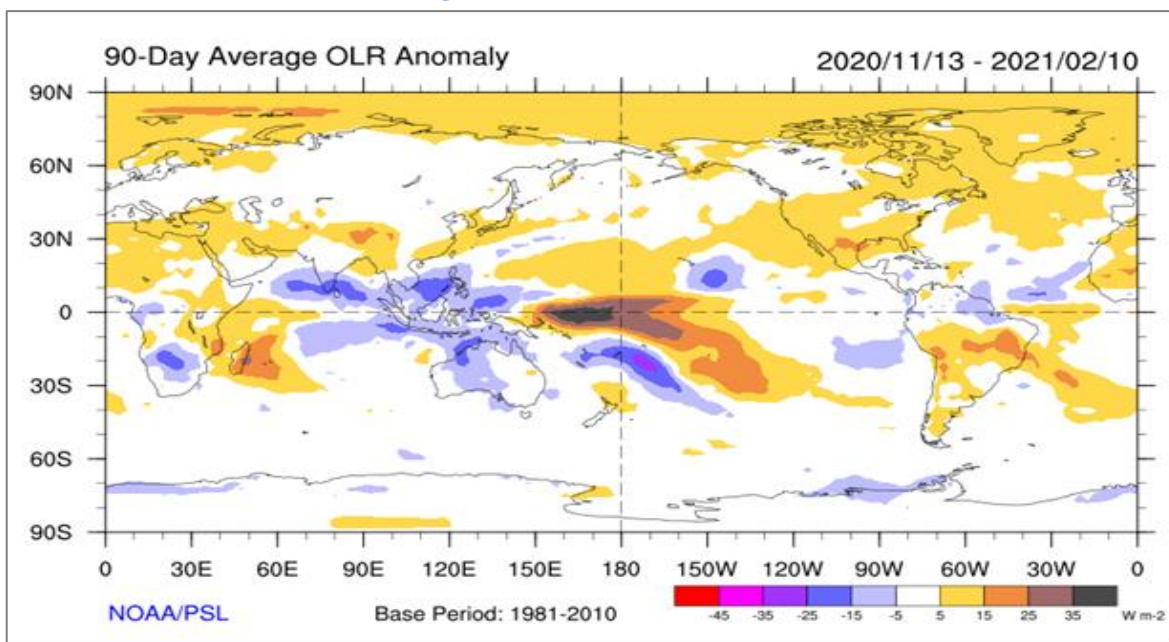 90-Day Average OLR Anomaly 2020/11/13 - 2021/02/10
90N
60N
30N
0
30S
60S
90S
0 30E 60E 90E 120E 150E 180 150W 120W 90W 60W 30W 0
NOAA/PSL Base Period: 1981-2010
-45 -35 -25 -15 -5 5 15 25 35 W m-2